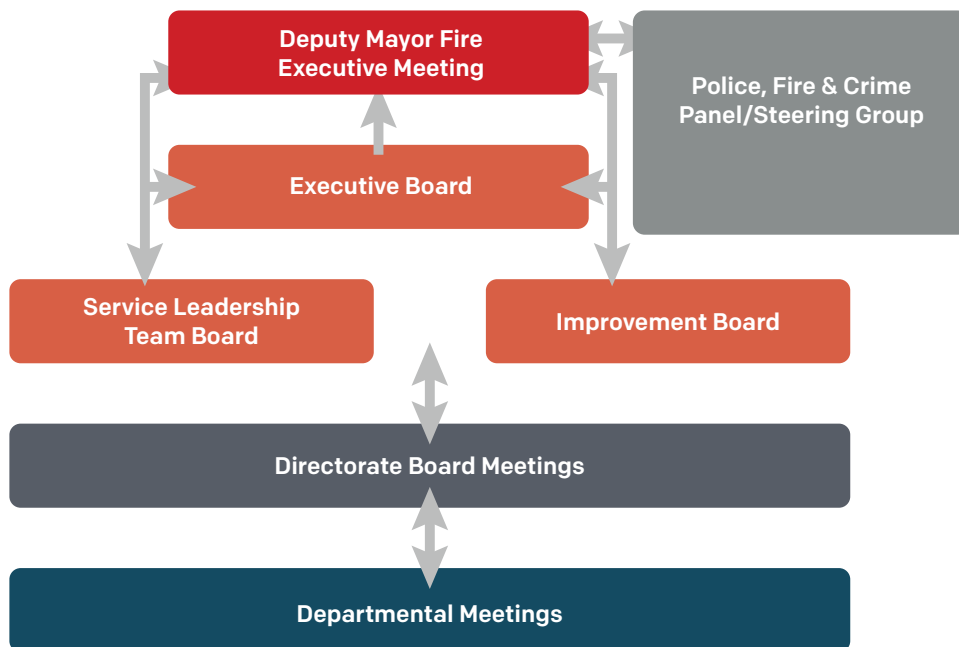 Deputy Mayor Fire
Executive Meeting
Police, Fire & Crime
Panel/Steering Group
Executive Board
Service Leadership
Team Board
Improvement Board
Directorate Board Meetings
Departmental Meetings